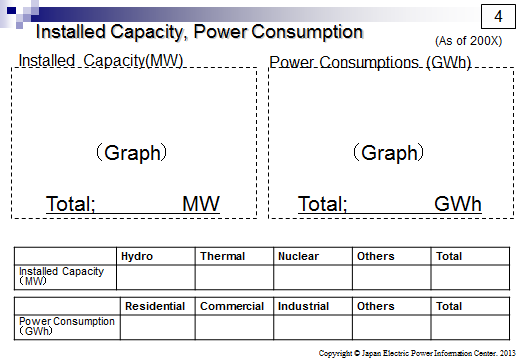 4
Installed Capacity, Power Consumption
(As of 200X)
Installed Capacity(MW)
Power Consumptions (GWh)
（Graph）
（Graph）
Total; MW
Total; GWh
Hydro Thermal Nuclear Others Total
Installed Capacity
（MW）
Residential Commercial Industrial Others Total
Power Consumption
（GWh）
Copyright © Japan Electric Power Information Center. 2013